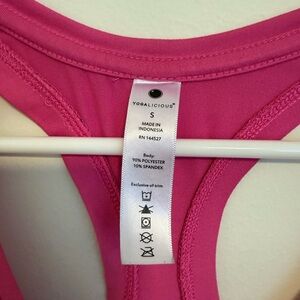 YOGALICIOUS®
S
MADE IN
INDONESIA
RN 144527
Body:
90% POLYESTER
10% SPANDEX
Exclusive of trim